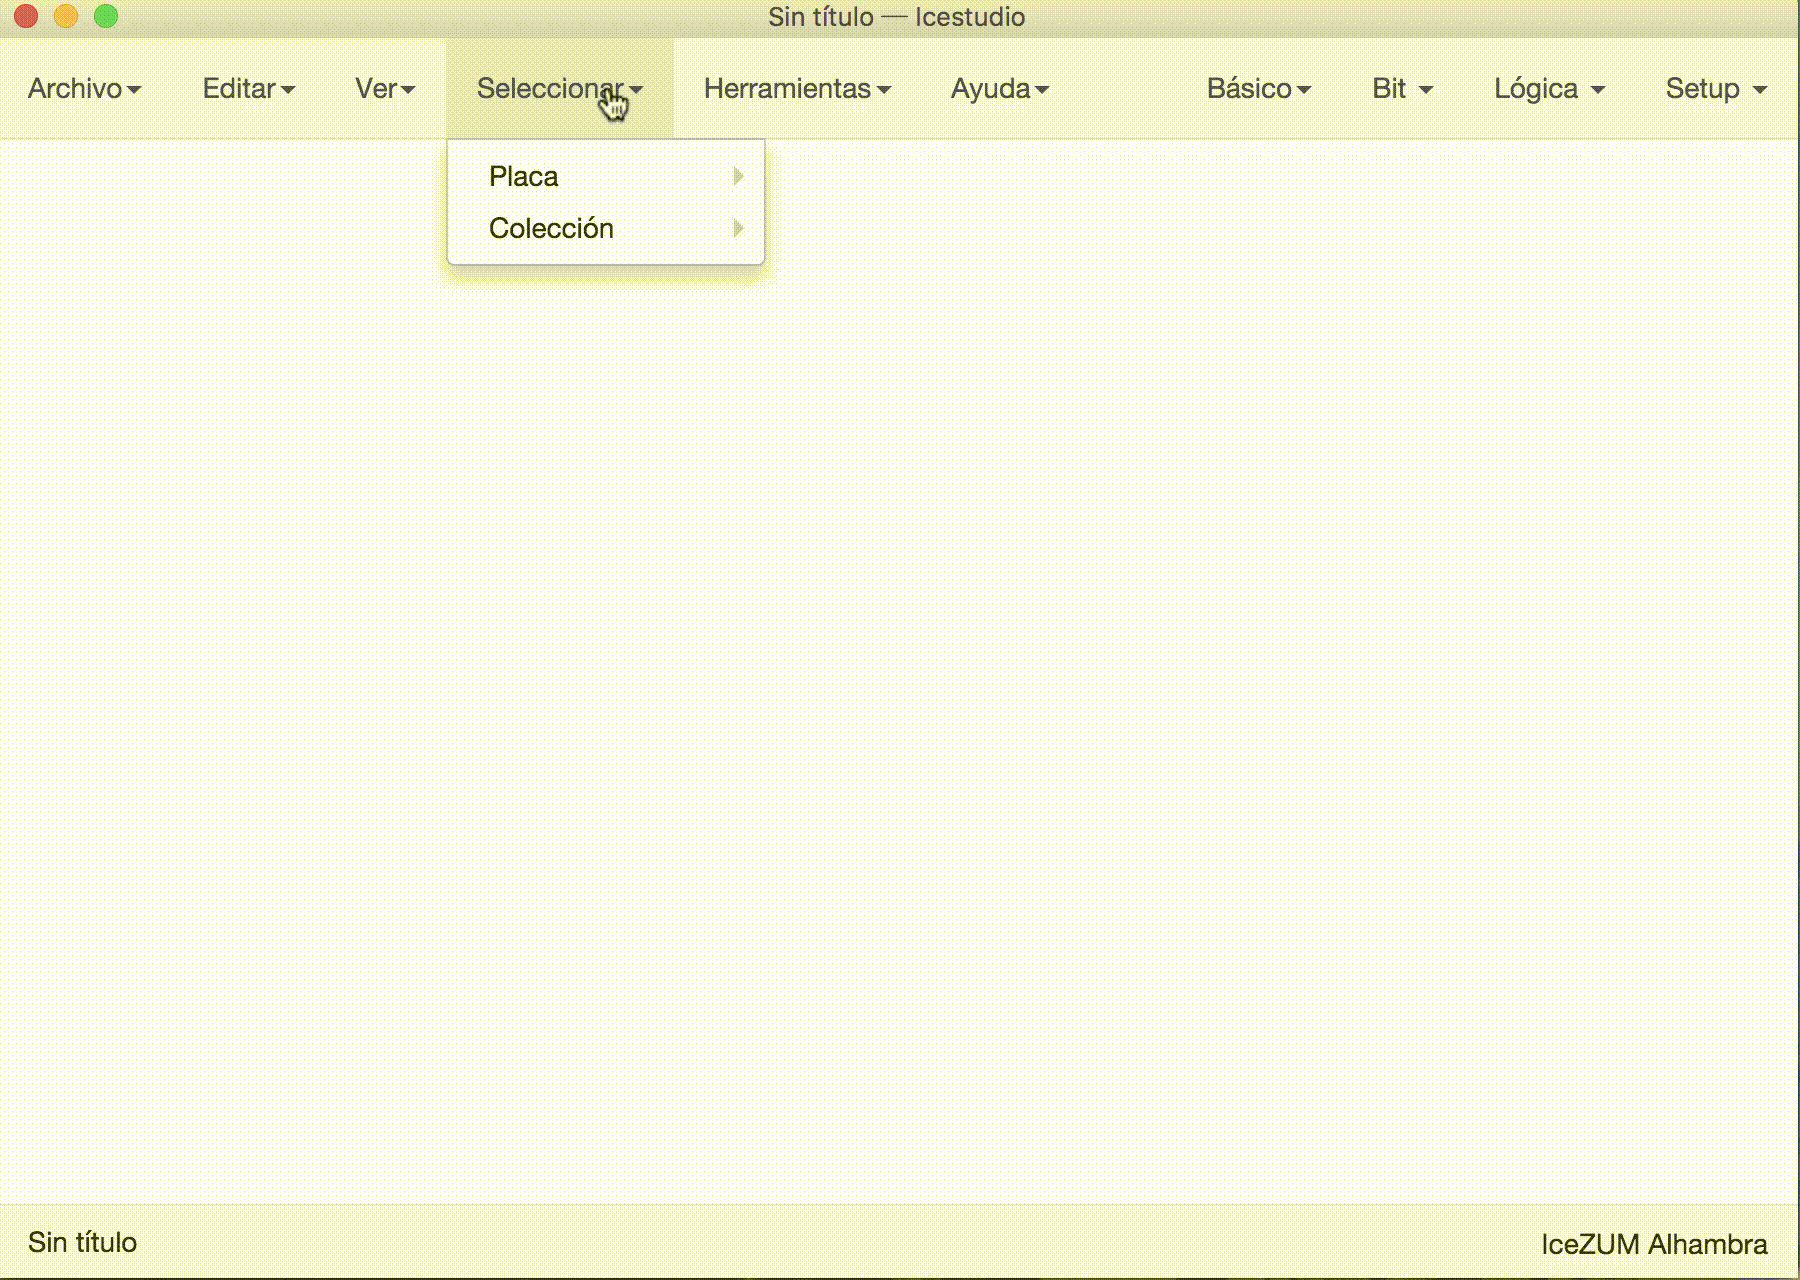 Sin título — Icestudio
Archivo Editar Ver Seleccionar Herramientas Ayuda Básico Bit Lógica Setup
Placa
Colección
Sin título IceZUM Alhambra